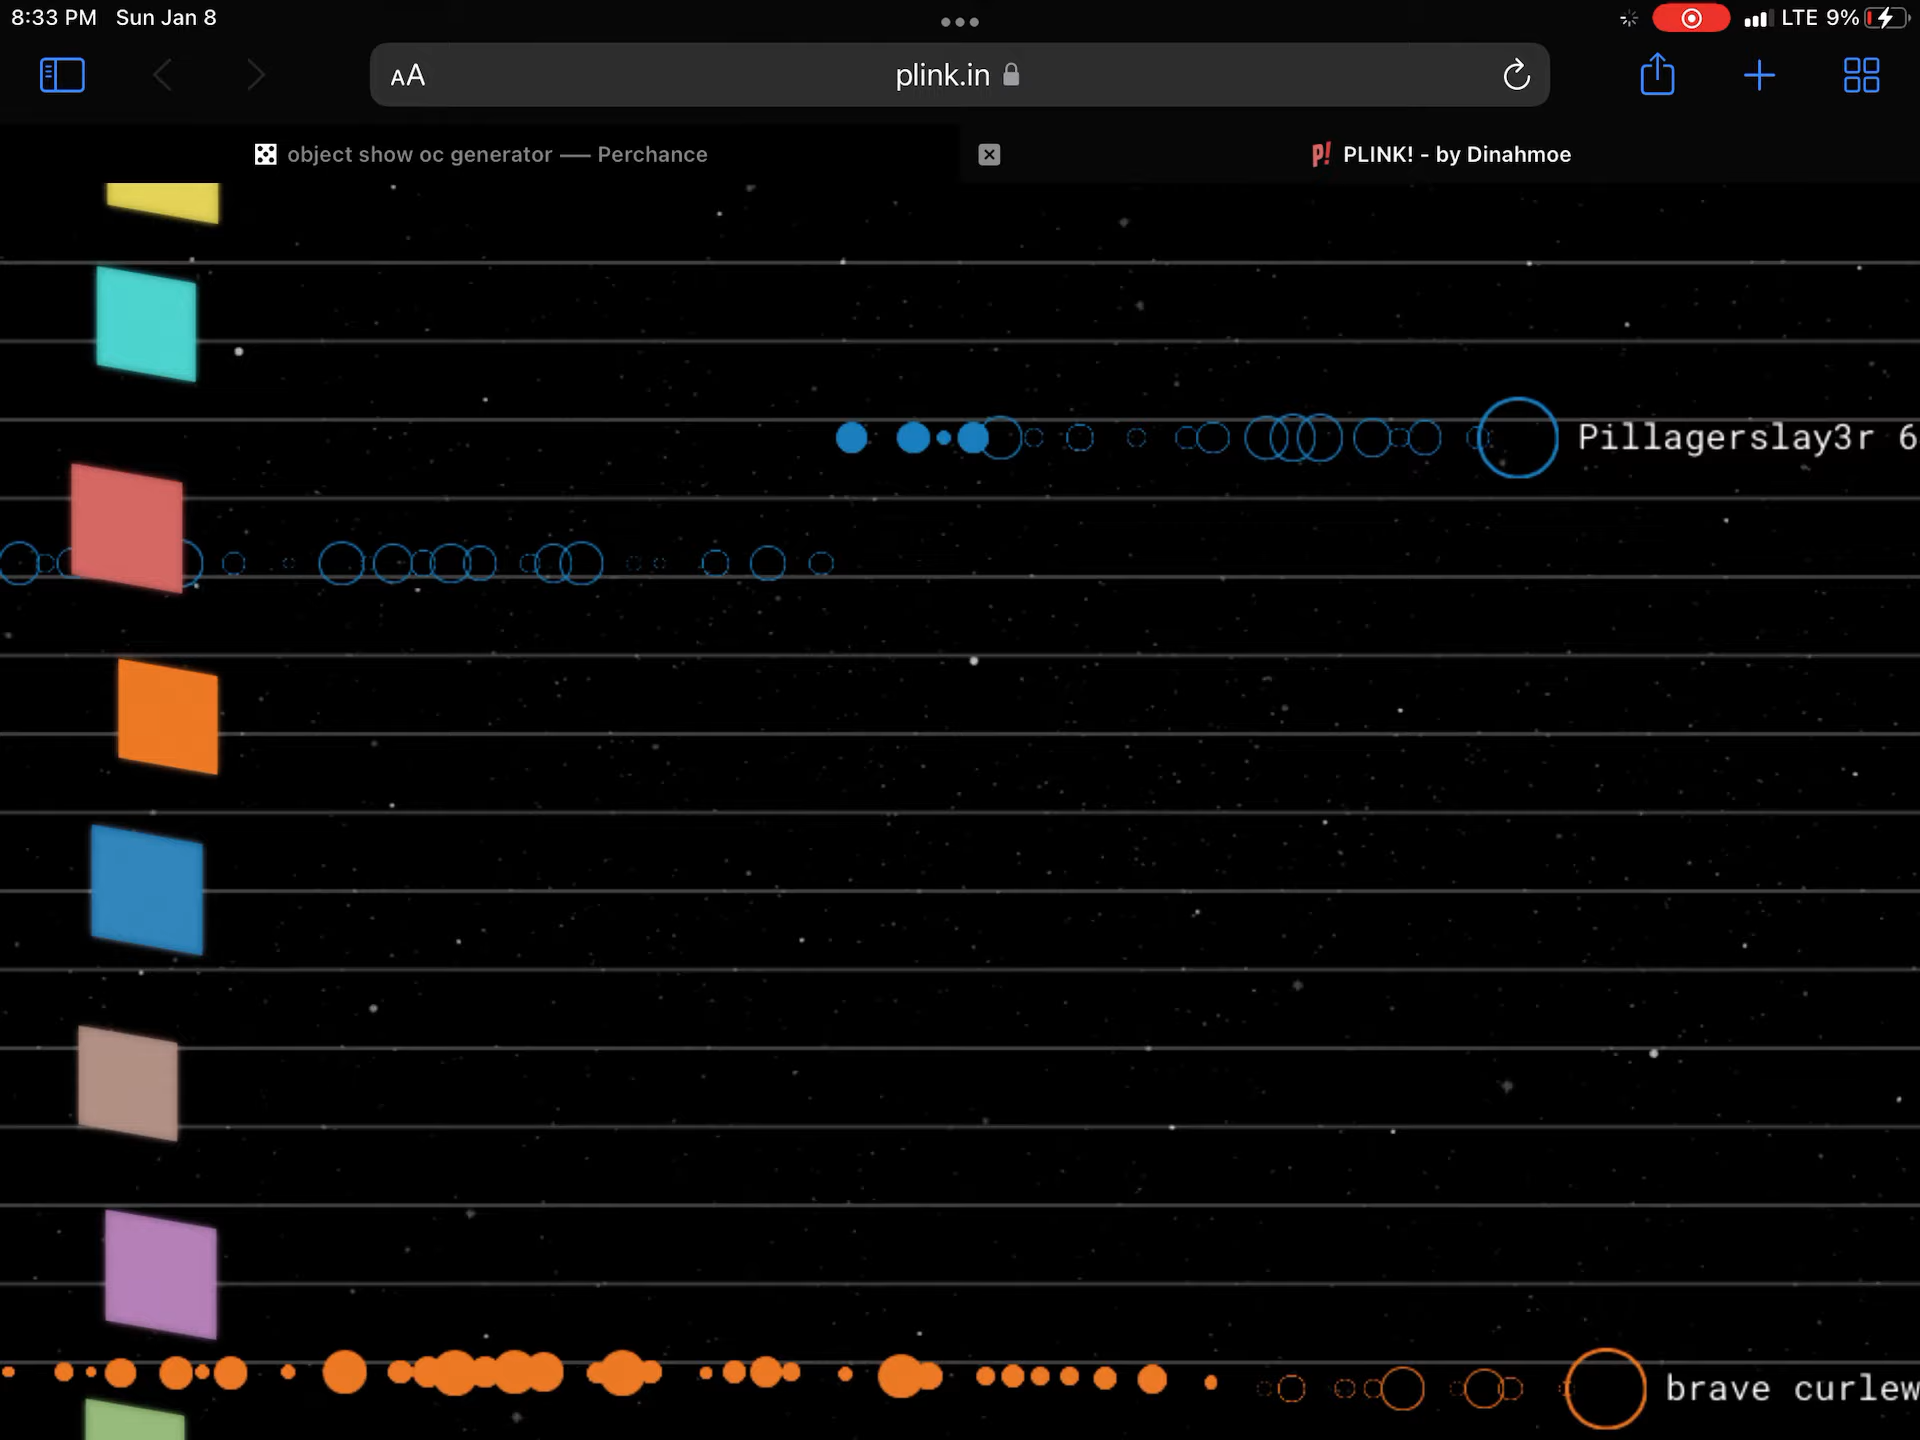 8:33 PM Sun Jan 8
LTE 9%
AA
plink.in
object show oc generator — Perchance
p! PLINK! - by Dinahmoe
Pillagerslay3r 6
brave curlew